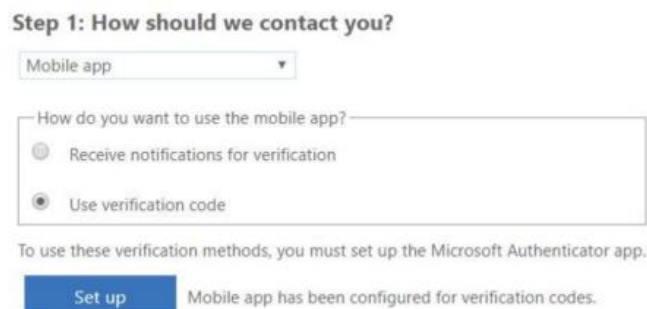 Step 1: How should we contact you?
Mobile app
How do you want to use the mobile app?
Receive notifications for verification
Use verification code
To use these verification methods, you must set up the Microsoft Authenticator app.
Set up Mobile app has been configured for verification codes.